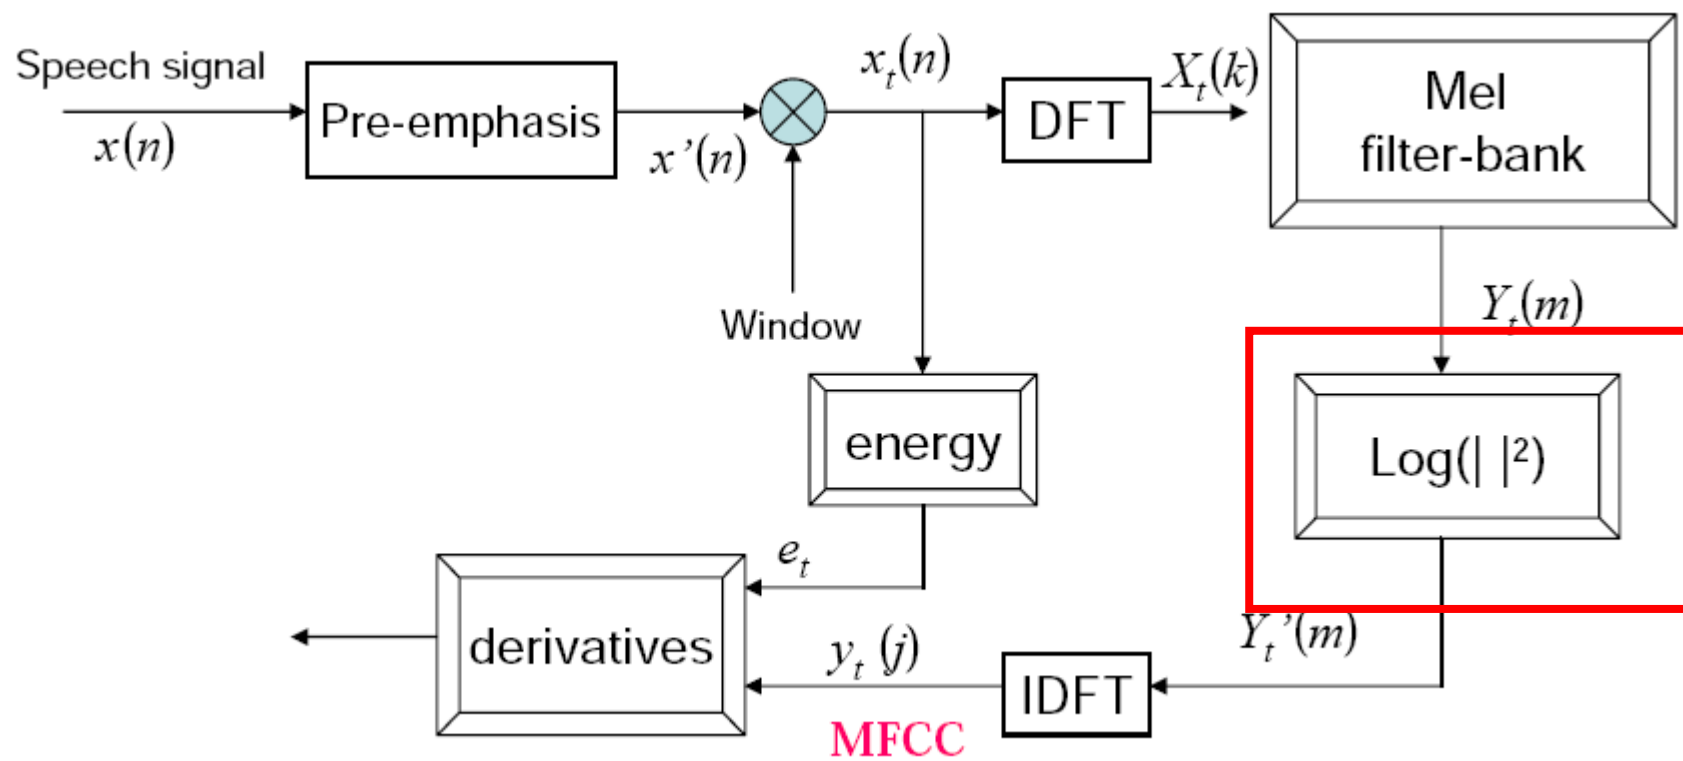 Speech signal
x(n)
Pre-emphasis
x’(n)
Window
x_t(n)
DFT
X_t(k)
Mel
filter-bank
Y_t(m)
Log(| |²)
Y_t’(m)
IDFT
y_t (j)
MFCC
energy
e_t
derivatives